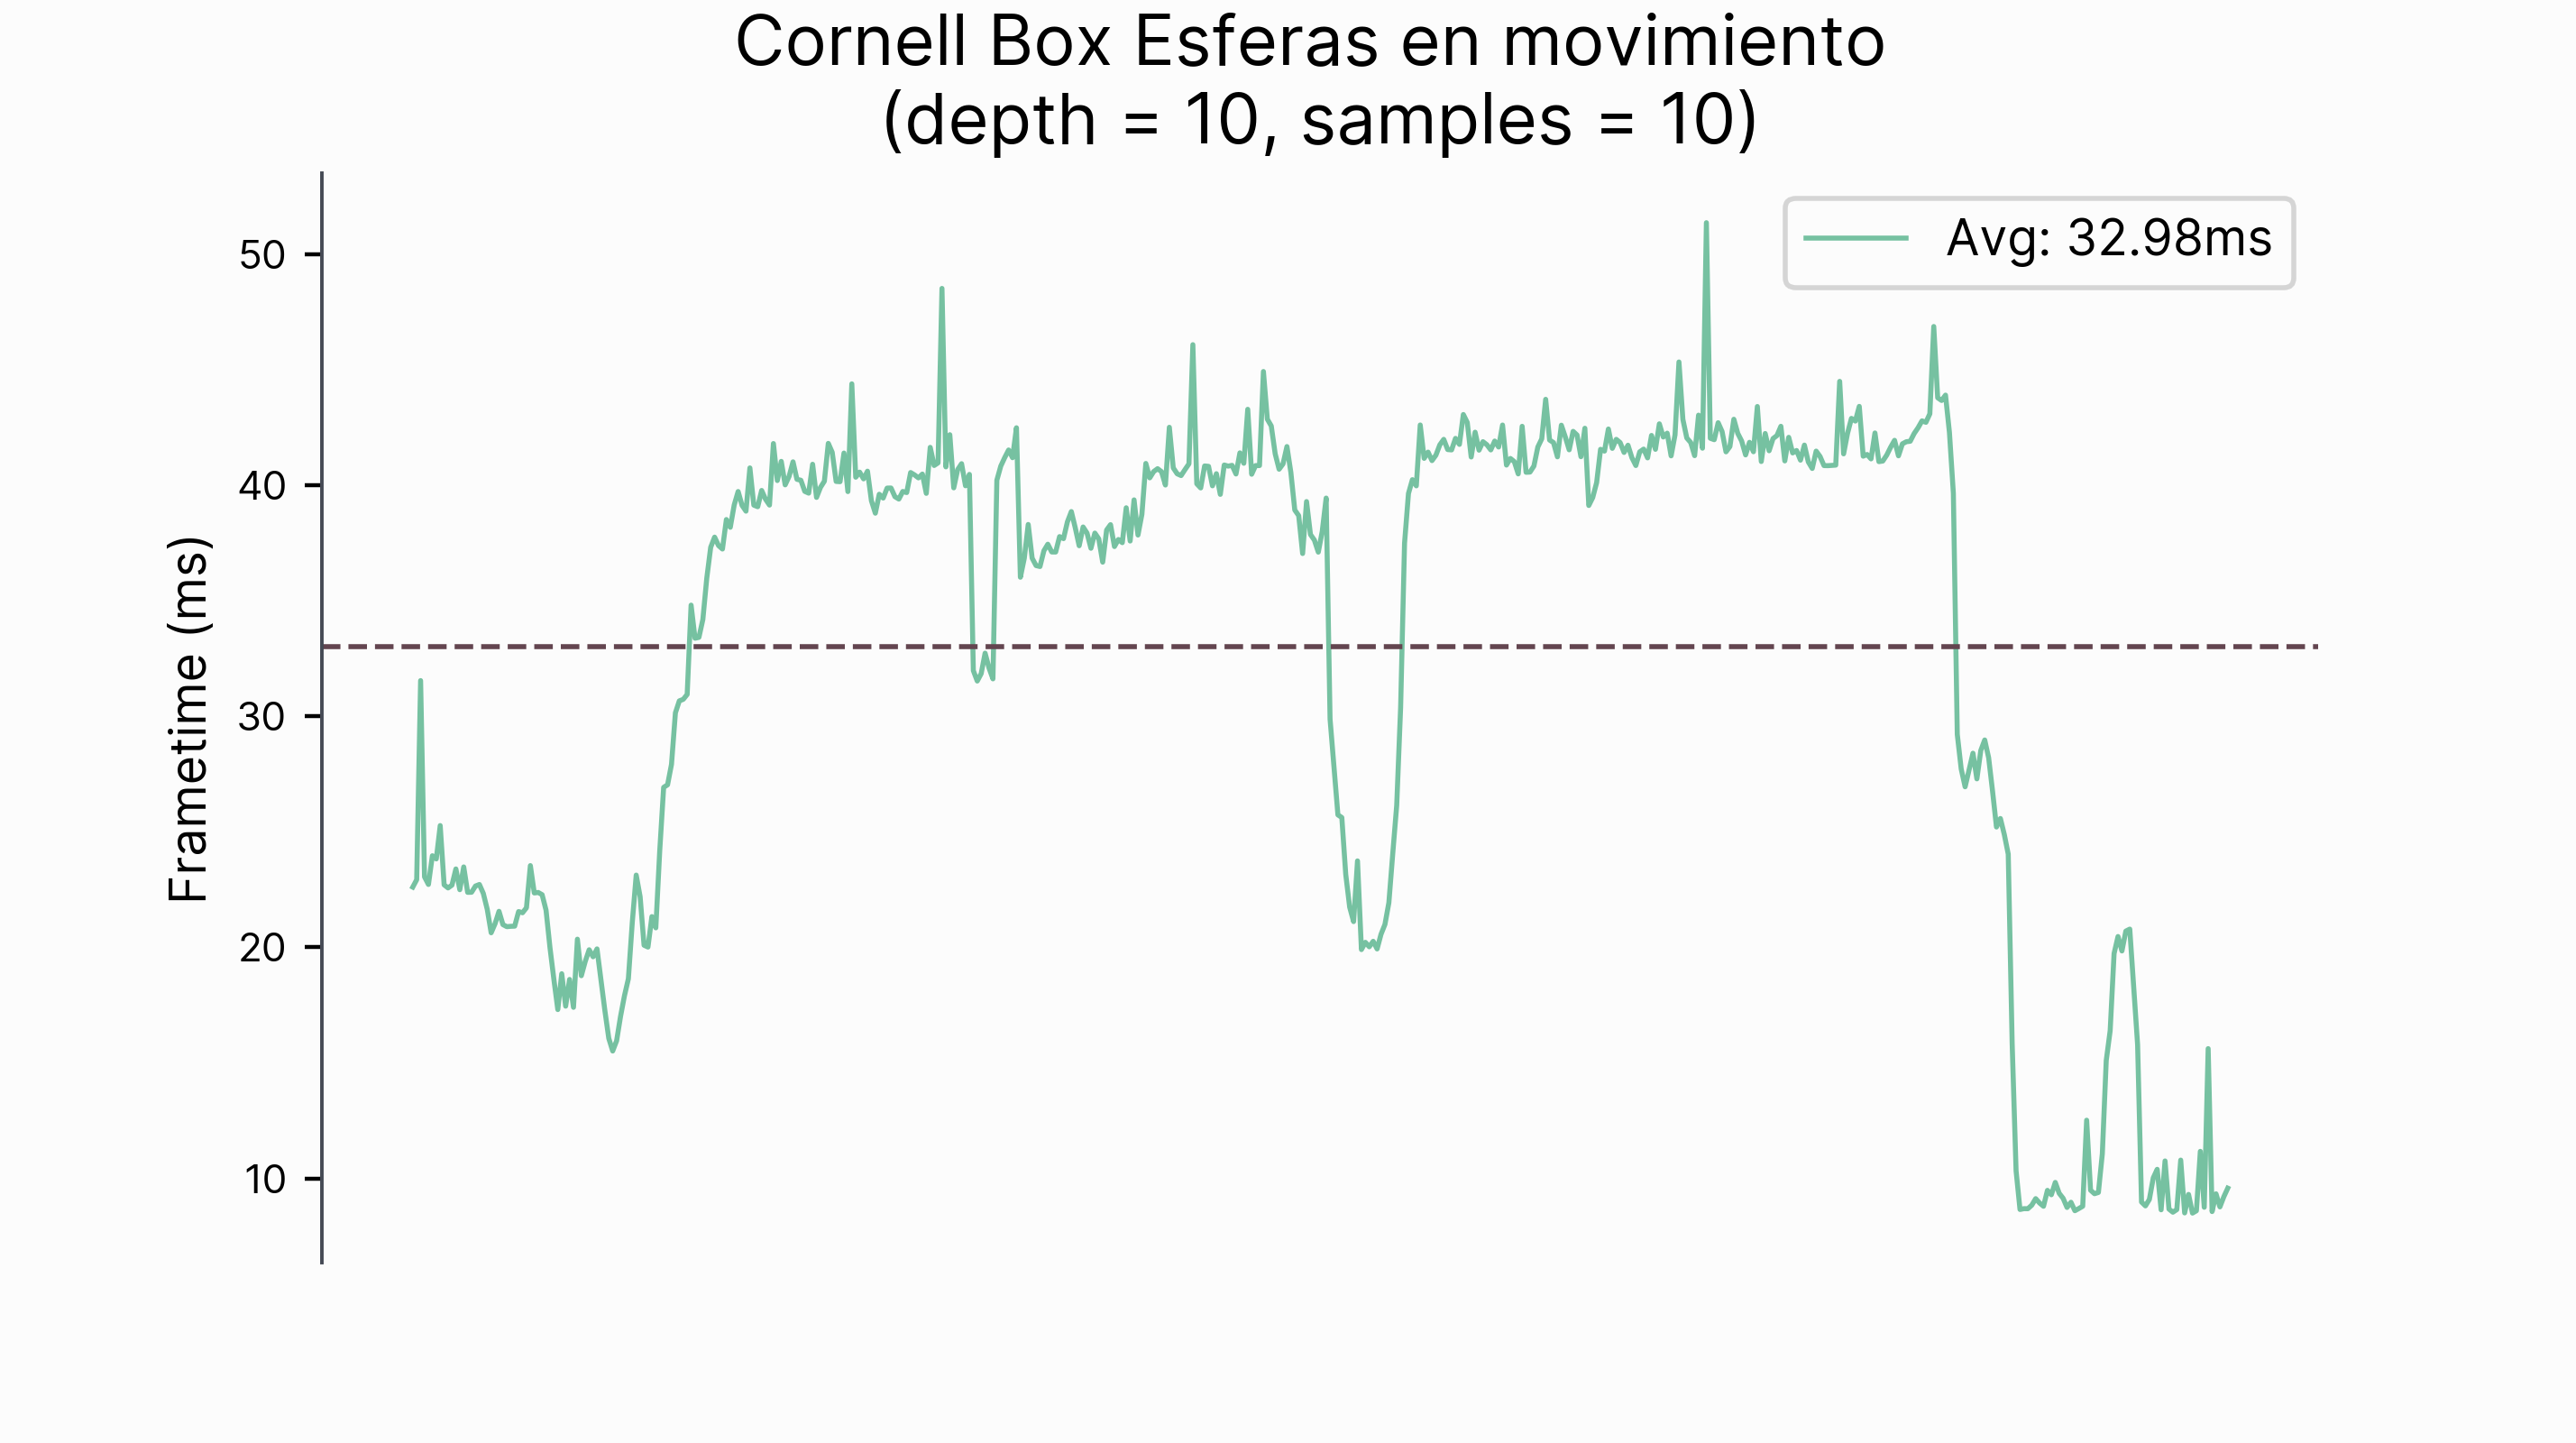 Cornell Box Esferas en movimiento
(depth = 10, samples = 10)
Avg: 32.98ms
50
40
30
20
10
Frametime (ms)